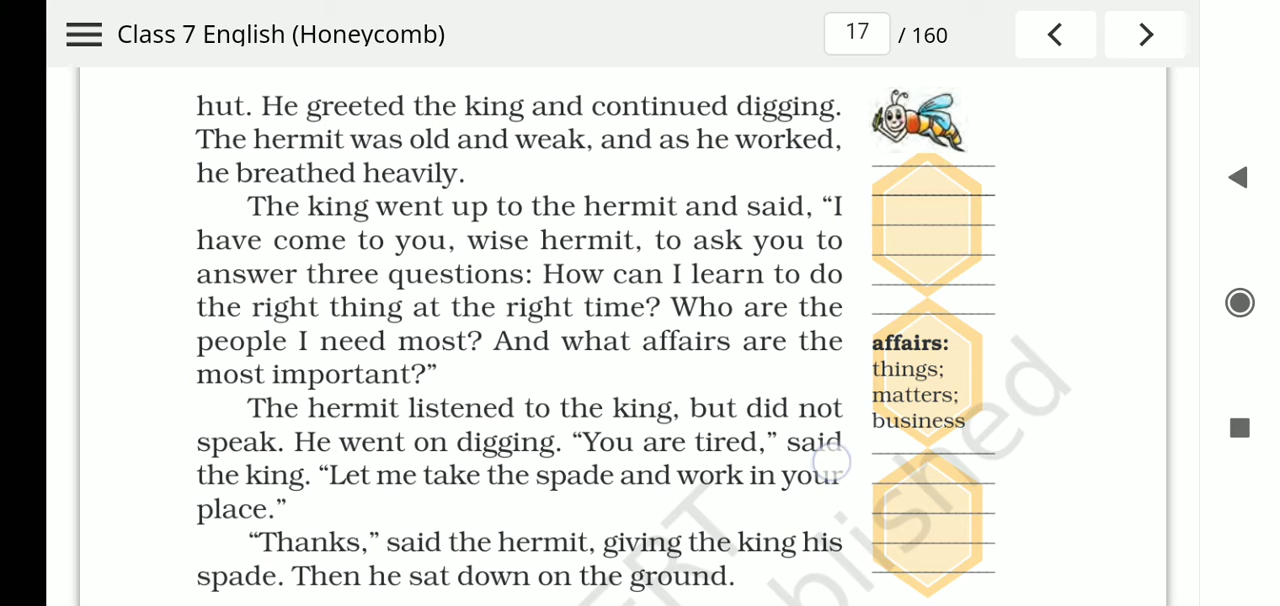 Class 7 English (Honeycomb)
17 / 160
hut. He greeted the king and continued digging.
The hermit was old and weak, and as he worked,
he breathed heavily.
The king went up to the hermit and said, “I
have come to you, wise hermit, to ask you to
answer three questions: How can I learn to do
the right thing at the right time? Who are the
people I need most? And what affairs are the
most important?”
The hermit listened to the king, but did not
speak. He went on digging. “You are tired,” said
the king. “Let me take the spade and work in your
place.”
“Thanks,” said the hermit, giving the king his
spade. Then he sat down on the ground.
affairs:
things;
matters;
business